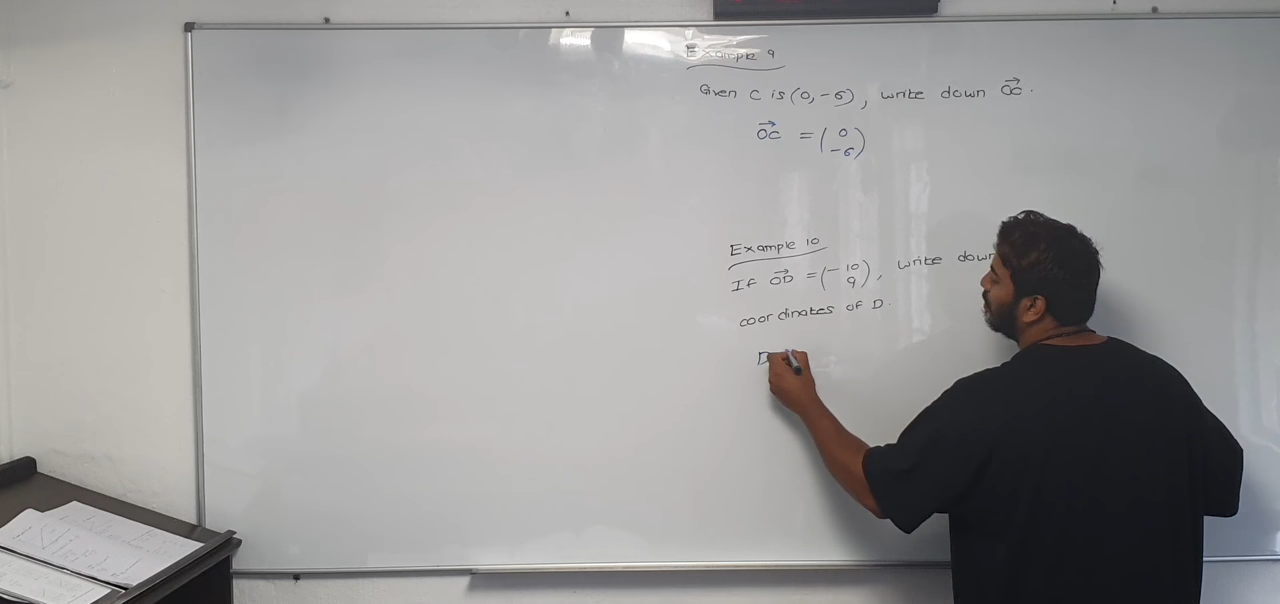 Example 9
Given C is (0, -6), write down OC⃗.
OC⃗ = (0
-6)
Example 10
If OD⃗ = (-10
9), write down
coordinates of D.
D